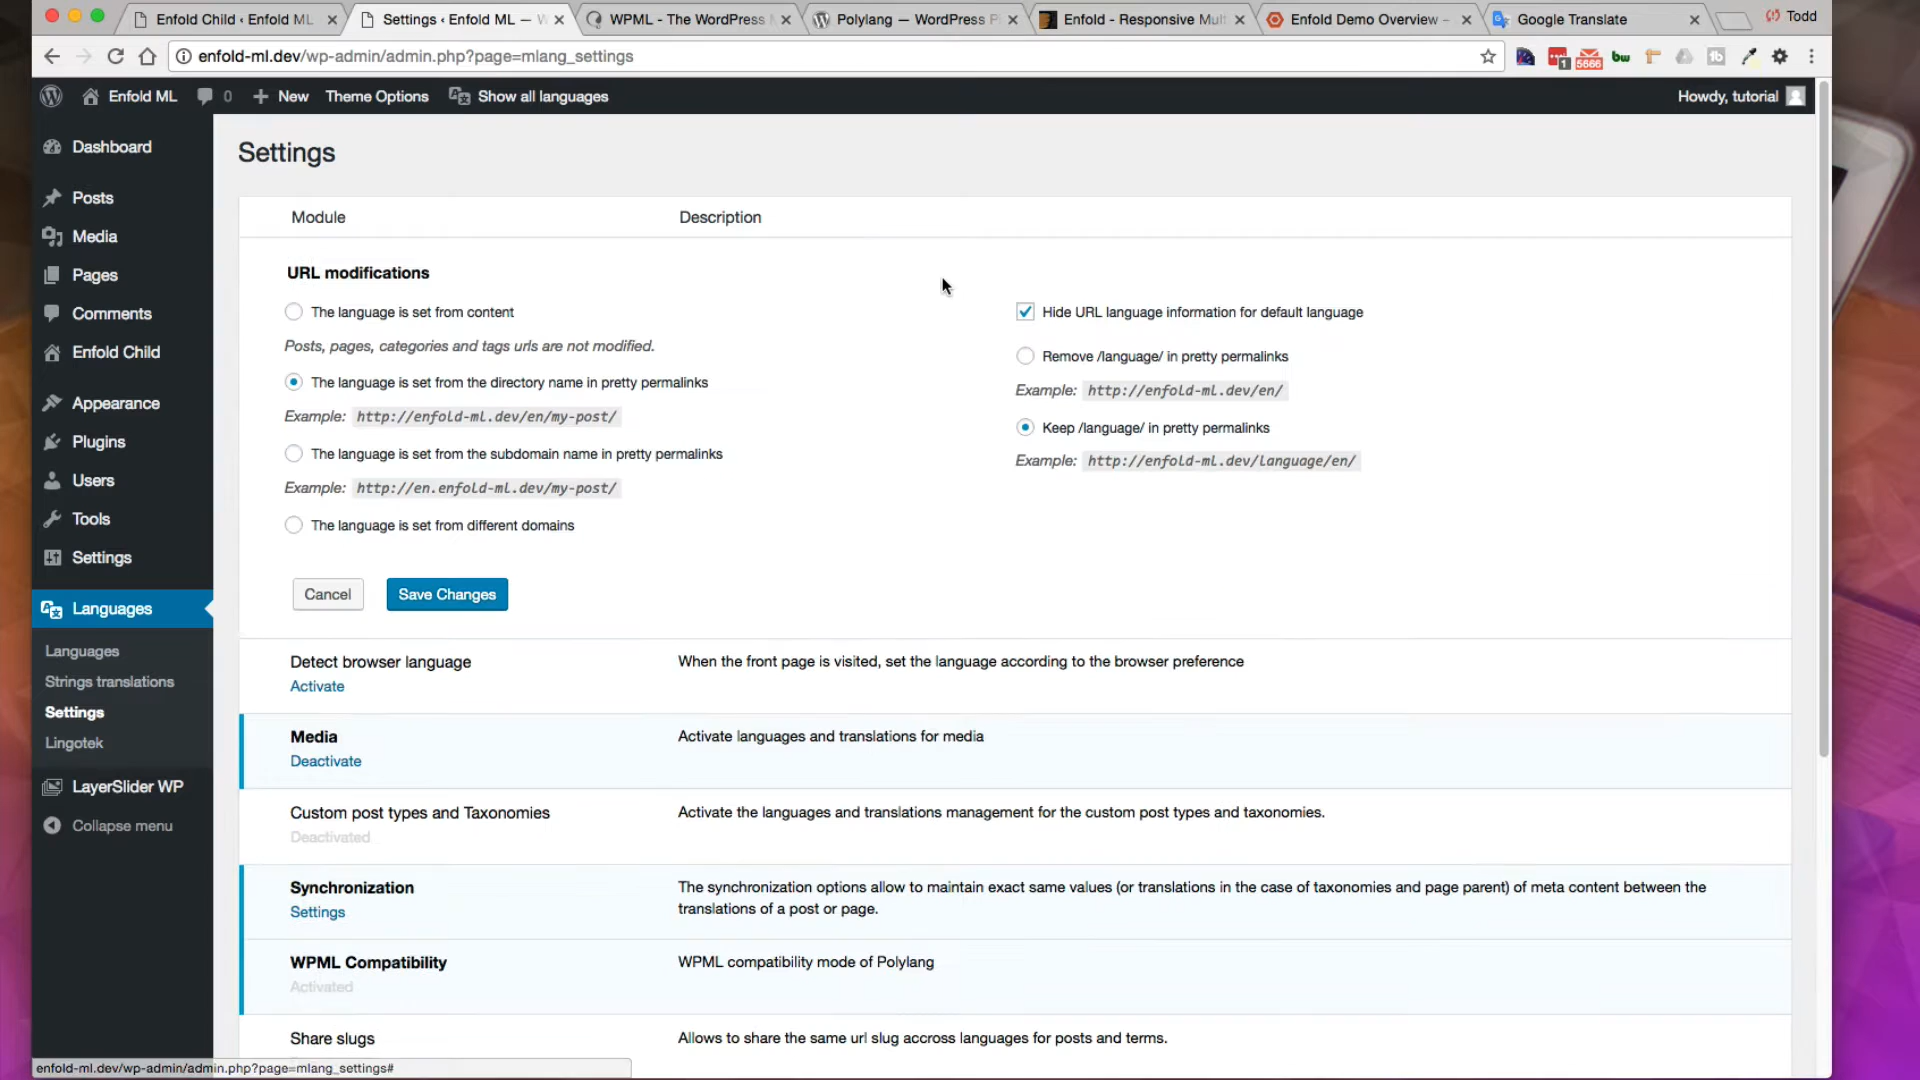 Enfold Child ‹ Enfold ML
Settings ‹ Enfold ML — W
WPML - The WordPress M
Polylang — WordPress P
Enfold - Responsive Mult
Enfold Demo Overview -
Google Translate
Todd
enfold-ml.dev/wp-admin/admin.php?page=mlang_settings
1
5666
bw
tb
Enfold ML
0
New
Theme Options
Show all languages
Howdy, tutorial
Dashboard
Posts
Media
Pages
Comments
Enfold Child
Appearance
Plugins
Users
Tools
Settings
Languages
Languages
Strings translations
Settings
Lingotek
LayerSlider WP
Collapse menu
Settings
Module
Description
URL modifications
The language is set from content
Posts, pages, categories and tags urls are not modified.
The language is set from the directory name in pretty permalinks
Example: http://enfold-ml.dev/en/my-post/
The language is set from the subdomain name in pretty permalinks
Example: http://en.enfold-ml.dev/my-post/
The language is set from different domains
Hide URL language information for default language
Remove /language/ in pretty permalinks
Example: http://enfold-ml.dev/en/
Keep /language/ in pretty permalinks
Example: http://enfold-ml.dev/language/en/
Cancel
Save Changes
Detect browser language
Activate
When the front page is visited, set the language according to the browser preference
Media
Deactivate
Activate languages and translations for media
Custom post types and Taxonomies
Deactivated
Activate the languages and translations management for the custom post types and taxonomies.
Synchronization
Settings
The synchronization options allow to maintain exact same values (or translations in the case of taxonomies and page parent) of meta content between the
translations of a post or page.
WPML Compatibility
Activated
WPML compatibility mode of Polylang
Share slugs
Allows to share the same url slug accross languages for posts and terms.
enfold-ml.dev/wp-admin/admin.php?page=mlang_settings#